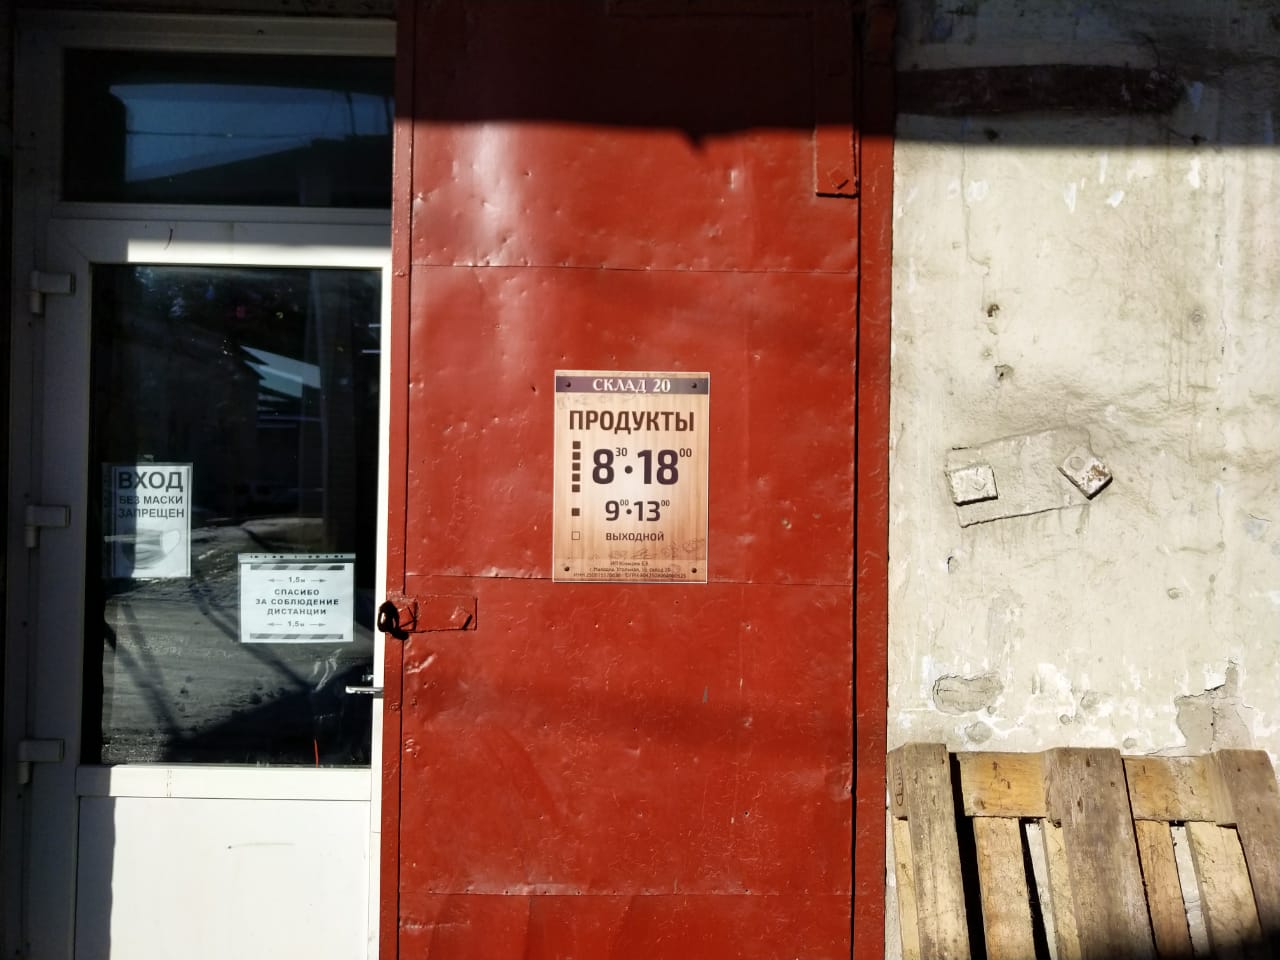 ВХОД
БЕЗ МАСКИ
ЗАПРЕЩЕН
1,5м
СПАСИБО
ЗА СОБЛЮДЕНИЕ
ДИСТАНЦИИ
1,5м
СКЛАД 20
ПРОДУКТЫ
8 30 • 18 00
9 00 • 13 00
ВЫХОДНОЙ